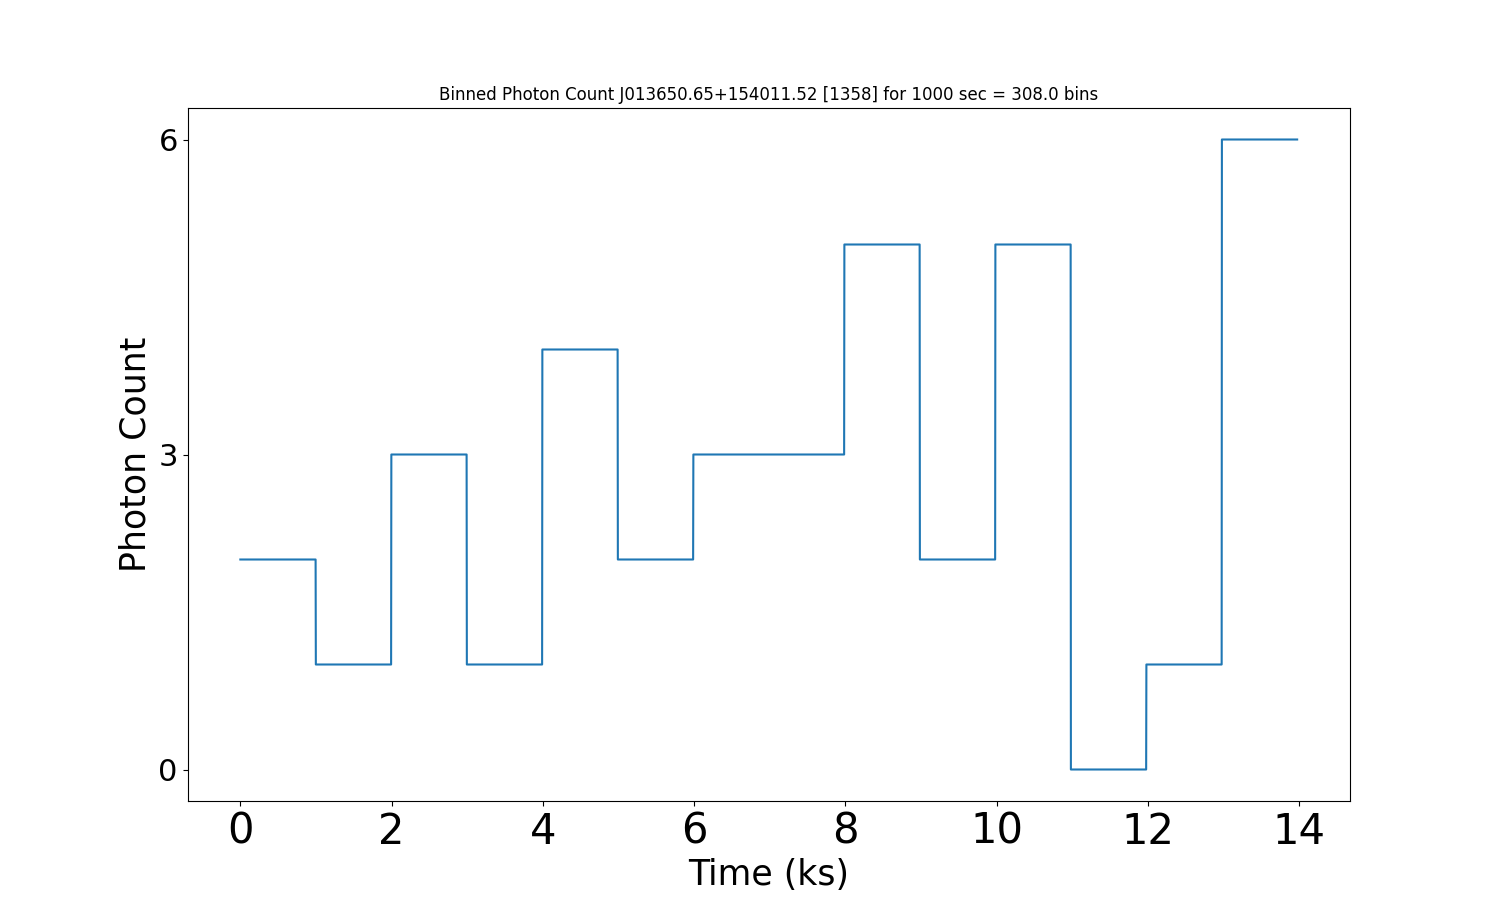 Binned Photon Count J013650.65+154011.52 [1358] for 1000 sec = 308.0 bins
6
3
0
Photon Count
0 2 4 6 8 10 12 14
Time (ks)